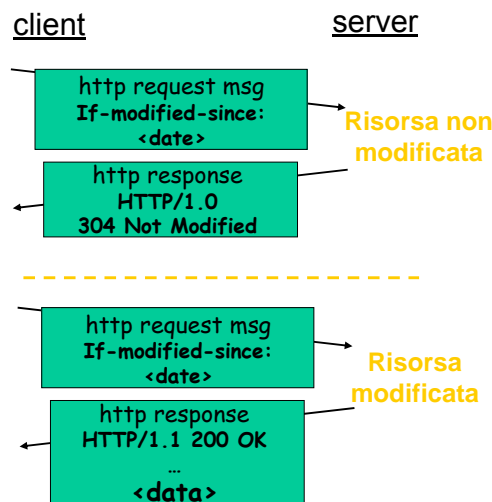 client
server
http request msg
If-modified-since:
<date>
Risorsa non
modificata
http response
HTTP/1.0
304 Not Modified
http request msg
If-modified-since:
<date>
Risorsa
modificata
http response
HTTP/1.1 200 OK
…
<data>